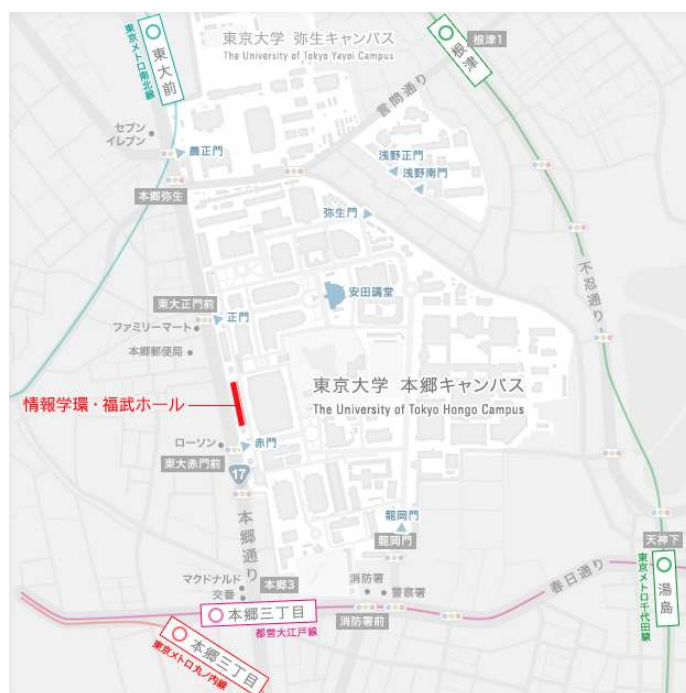 東大前
東京メトロ南北線
東京大学 弥生キャンパス
The University of Tokyo Yayoi Campus
根津
根津1
言問通り
セブン
イレブン
農正門
浅野正門
浅野南門
本郷弥生
弥生門
不忍通り
安田講堂
東大正門前
正門
ファミリーマート
本郷郵便局
東京大学 本郷キャンパス
The University of Tokyo Hongo Campus
情報学環・福武ホール
ローソン
赤門
東大赤門前
17
本郷通り
龍岡門
龍岡門
天神下
湯島
東京メトロ千代田線
春日通り
マクドナルド
交番
本郷3
消防署
警察署
本郷三丁目
都営大江戸線
消防署前
本郷三丁目
東京メトロ丸ノ内線